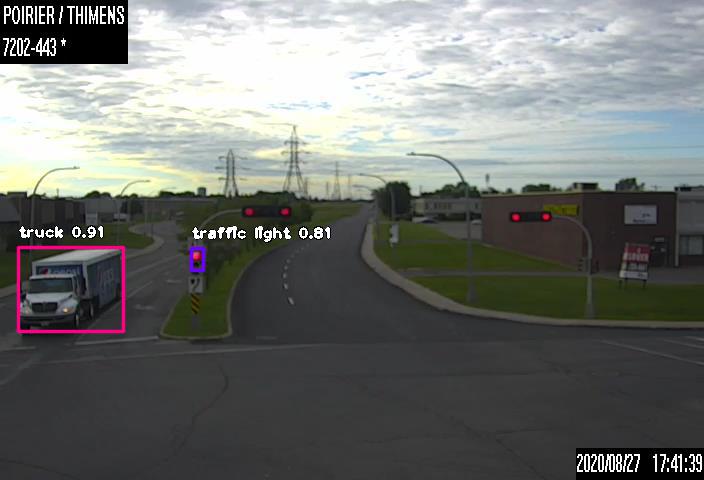 POIRIER / THIMENS
7202-443 *
truck 0.91
traffic light 0.81
2020/08/27 17:41:39